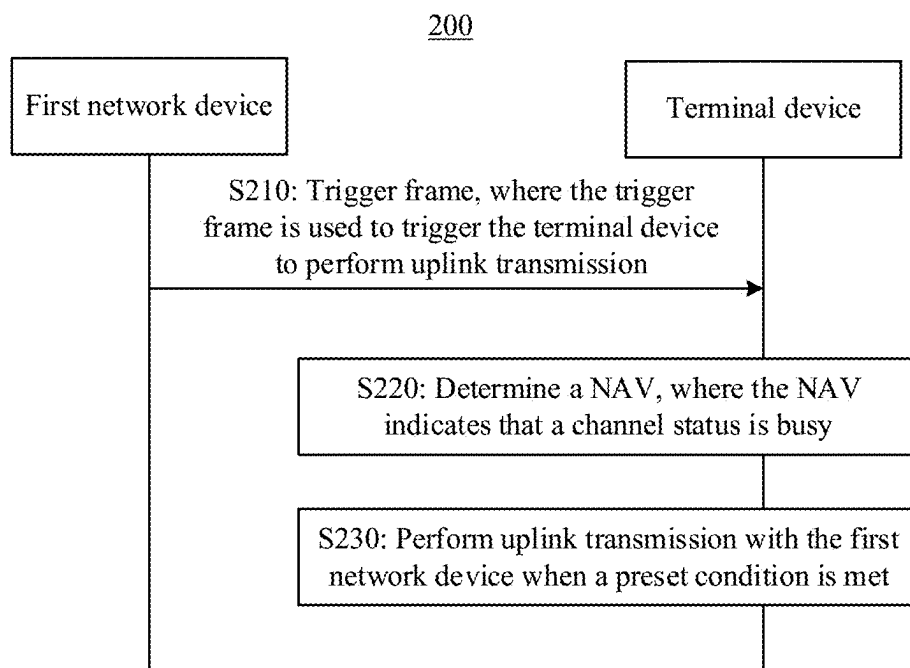 200
First network device
Terminal device
S210: Trigger frame, where the trigger
frame is used to trigger the terminal device
to perform uplink transmission
S220: Determine a NAV, where the NAV
indicates that a channel status is busy
S230: Perform uplink transmission with the first
network device when a preset condition is met